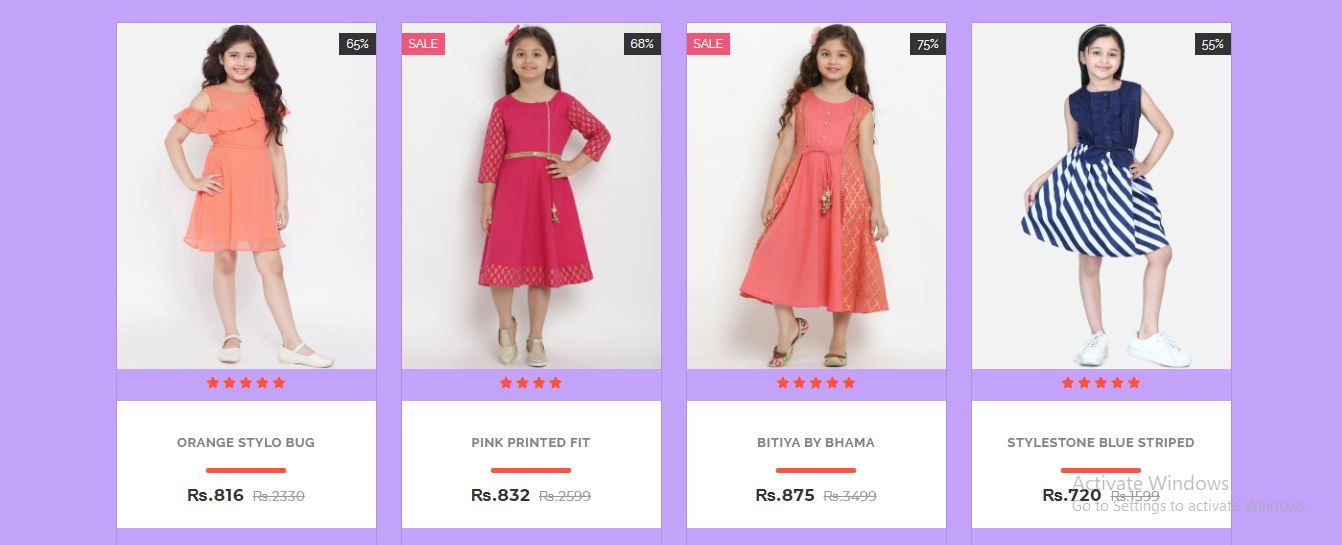 65%
SALE 68%
SALE 75%
55%
ORANGE STYLO BUG
Rs.816 Rs.2330
PINK PRINTED FIT
Rs.832 Rs.2599
BITIYA BY BHAMA
Rs.875 Rs.3499
STYLESTONE BLUE STRIPED
Rs.720 Rs.1599
Activate Windows
Go to Settings to activate Windows.